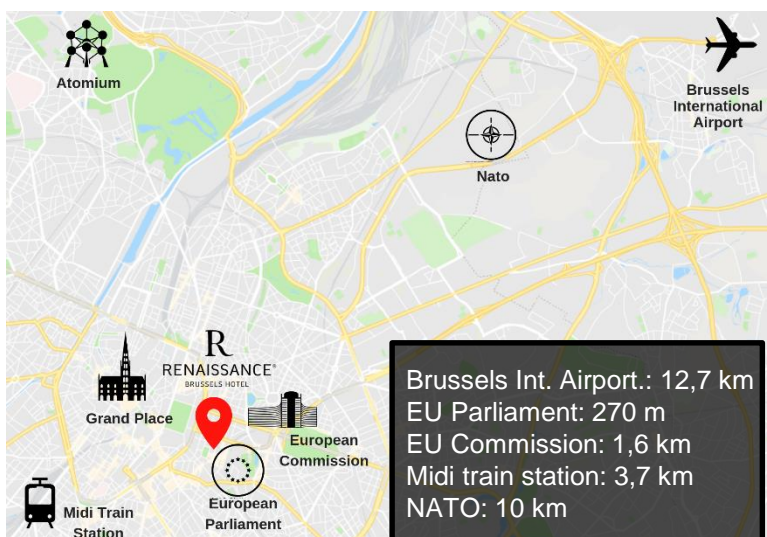 Atomium
Brussels
International
Airport
Nato
R
RENAISSANCE®
BRUSSELS HOTEL
Grand Place
European
Commission
Midi Train
Station
European
Parliament
Brussels Int. Airport.: 12,7 km
EU Parliament: 270 m
EU Commission: 1,6 km
Midi train station: 3,7 km
NATO: 10 km